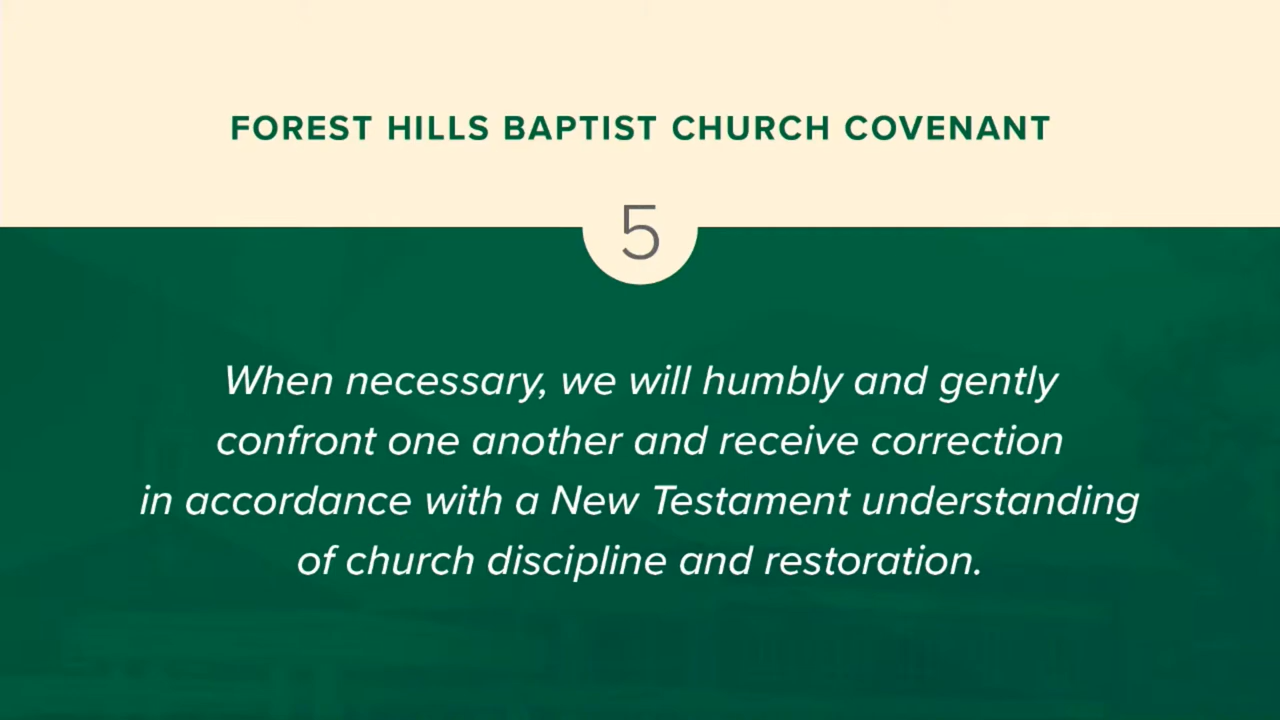 FOREST HILLS BAPTIST CHURCH COVENANT
5
When necessary, we will humbly and gently
confront one another and receive correction
in accordance with a New Testament understanding
of church discipline and restoration.